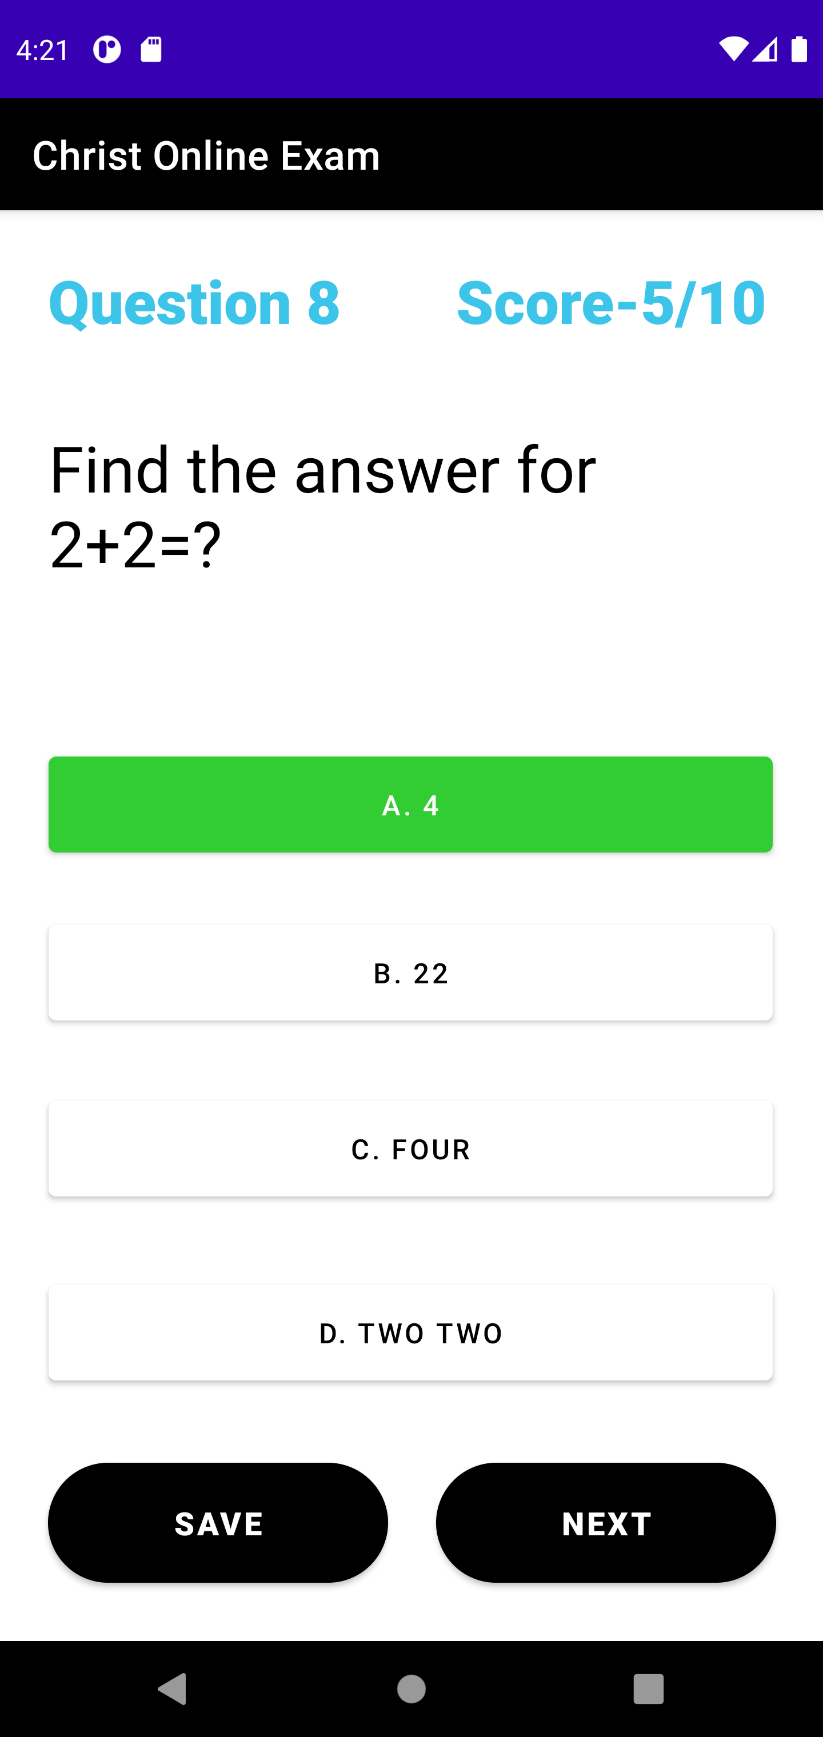 4:21
Christ Online Exam
Question 8 Score-5/10
Find the answer for
2+2=?
A. 4
B. 22
C. FOUR
D. TWO TWO
SAVE NEXT